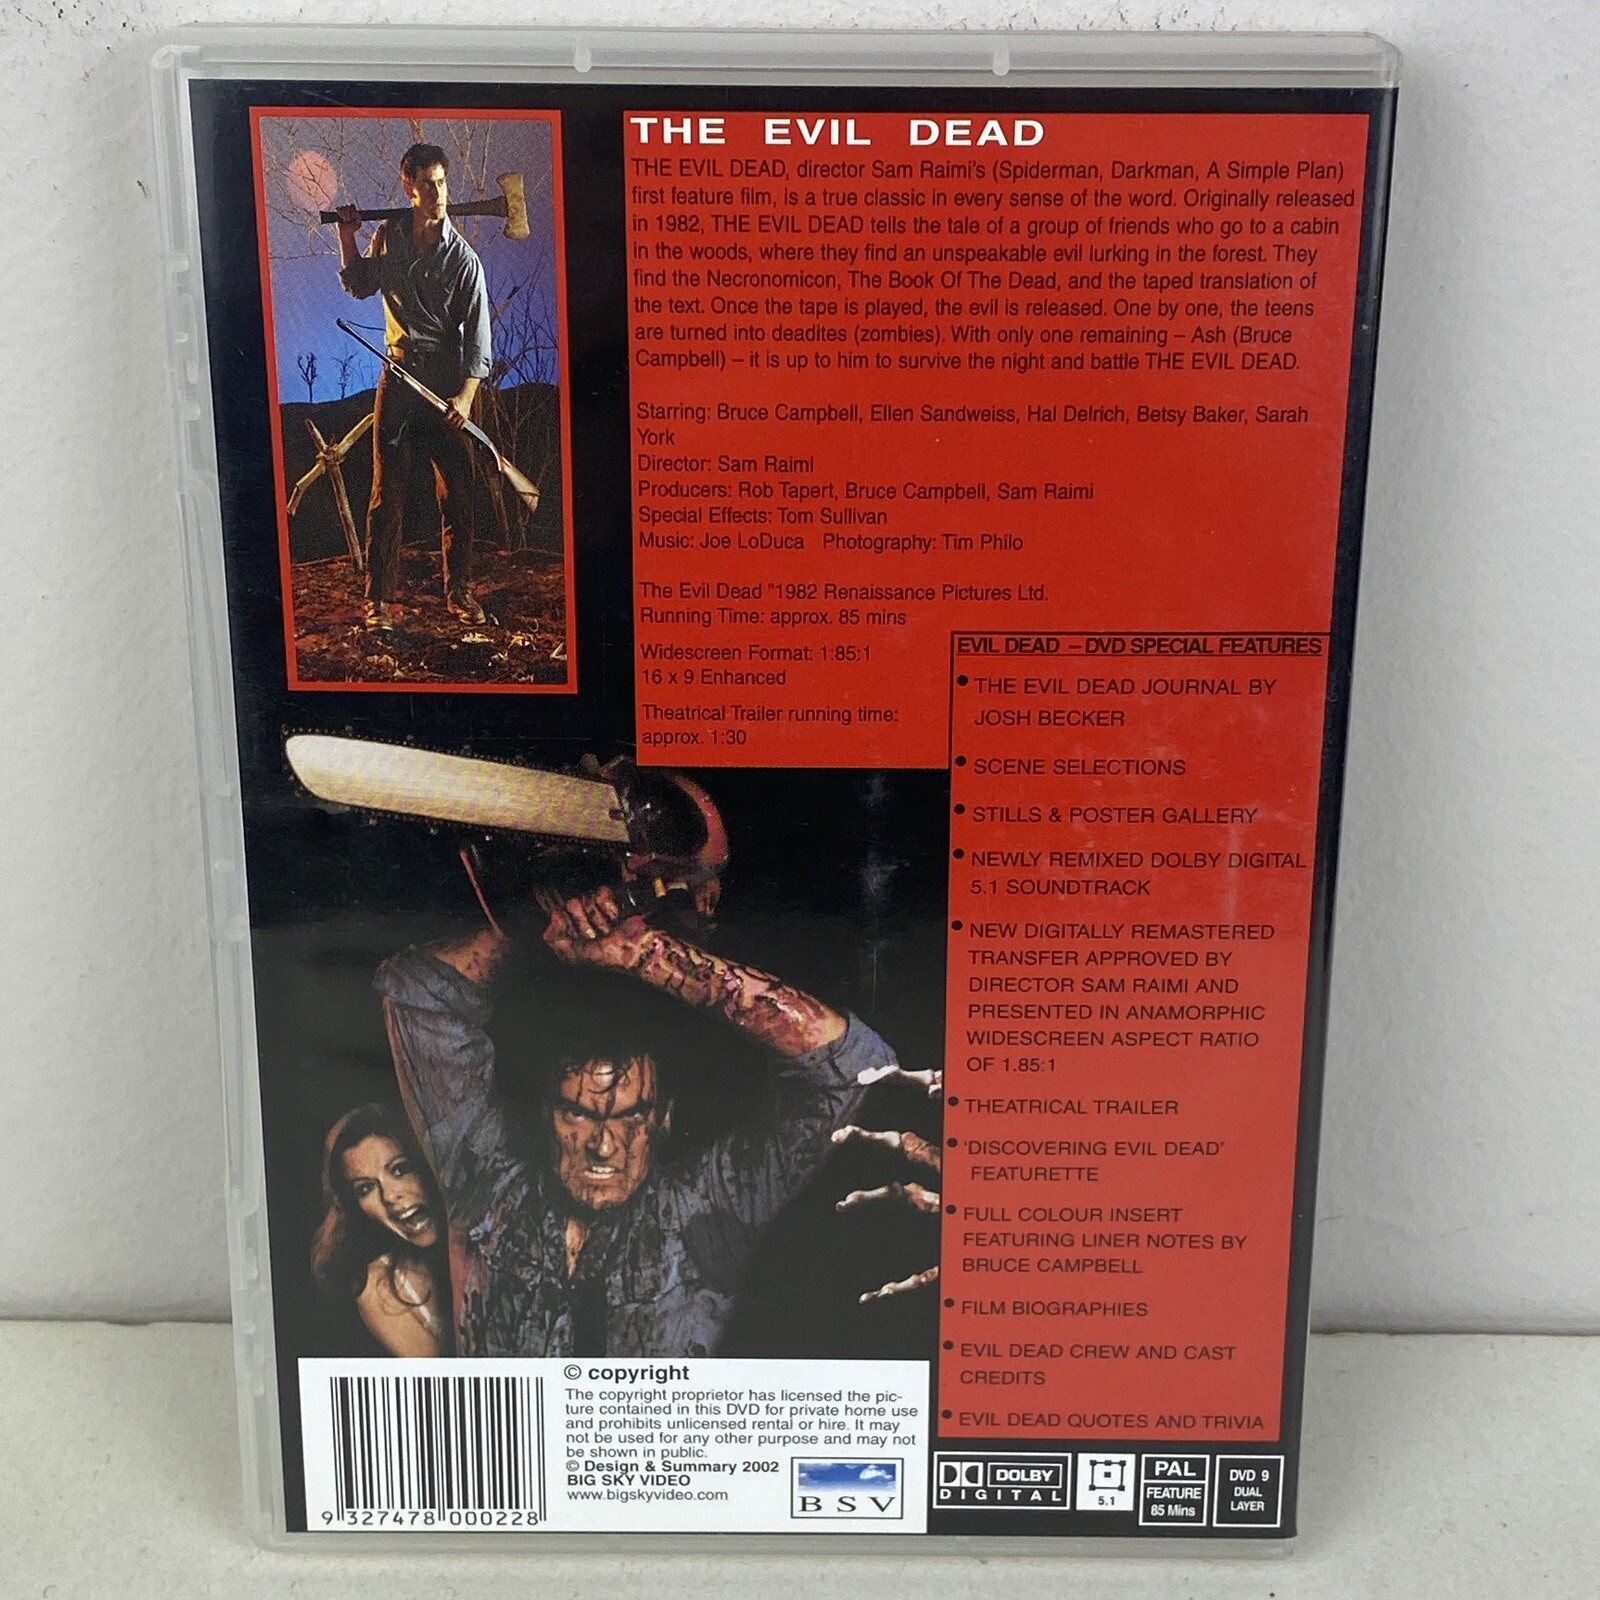 THE EVIL DEAD
THE EVIL DEAD, director Sam Raimi's (Spiderman, Darkman, A Simple Plan)
first feature film, is a true classic in every sense of the word. Originally released
in 1982, THE EVIL DEAD tells the tale of a group of friends who go to a cabin
in the woods, where they find an unspeakable evil lurking in the forest. They
find the Necronomicon, The Book Of The Dead, and the taped translation of
the text. Once the tape is played, the evil is released. One by one, the teens
are turned into deadites (zombies). With only one remaining – Ash (Bruce
Campbell) – it is up to him to survive the night and battle THE EVIL DEAD.
Starring: Bruce Campbell, Ellen Sandweiss, Hal Delrich, Betsy Baker, Sarah
York
Director: Sam Raimi
Producers: Rob Tapert, Bruce Campbell, Sam Raimi
Special Effects: Tom Sullivan
Music: Joe LoDuca Photography: Tim Philo
The Evil Dead "1982 Renaissance Pictures Ltd.
Running Time: approx. 85 mins
Widescreen Format: 1:85:1
16 x 9 Enhanced
Theatrical Trailer running time:
approx. 1:30
EVIL DEAD – DVD SPECIAL FEATURES
• THE EVIL DEAD JOURNAL BY
JOSH BECKER
• SCENE SELECTIONS
• STILLS & POSTER GALLERY
• NEWLY REMIXED DOLBY DIGITAL
5.1 SOUNDTRACK
• NEW DIGITALLY REMASTERED
TRANSFER APPROVED BY
DIRECTOR SAM RAIMI AND
PRESENTED IN ANAMORPHIC
WIDESCREEN ASPECT RATIO
OF 1.85:1
• THEATRICAL TRAILER
• 'DISCOVERING EVIL DEAD'
FEATURETTE
• FULL COLOUR INSERT
FEATURING LINER NOTES BY
BRUCE CAMPBELL
• FILM BIOGRAPHIES
• EVIL DEAD CREW AND CAST
CREDITS
• EVIL DEAD QUOTES AND TRIVIA
© copyright
The copyright proprietor has licensed the pic-
ture contained in this DVD for private home use
and prohibits unlicensed rental or hire. It may
not be used for any other purpose and may not
be shown in public.
© Design & Summary 2002
BIG SKY VIDEO
www.bigskyvideo.com
BSV
9 327478 000228
DOLBY
DIGITAL
5.1
PAL
FEATURE
85 Mins
DVD 9
DUAL
LAYER